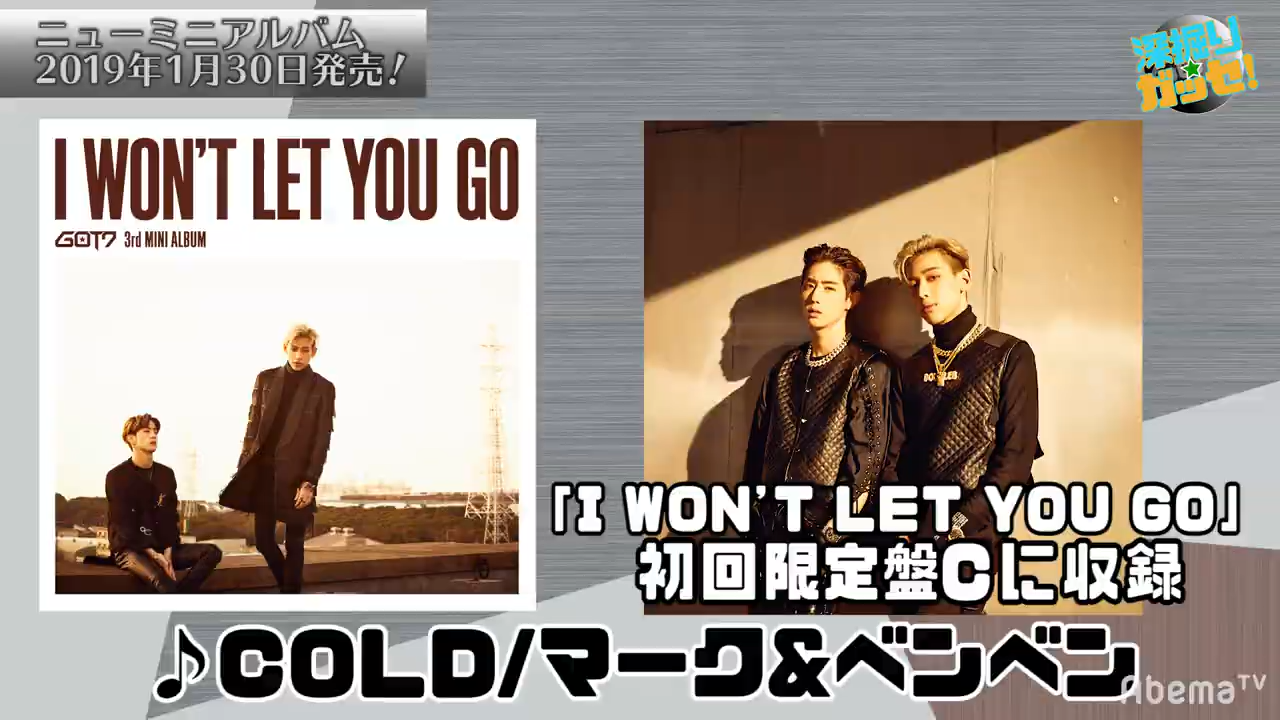 ニューミニアルバム
2019年1月30日発売!
深掘り
ガッセ!
I WON'T LET YOU GO
GOT7 3rd MINI ALBUM
「I WON'T LET YOU GO」
初回限定盤Cに収録
♪COLD/マーク&ベンベン
AbemaTV